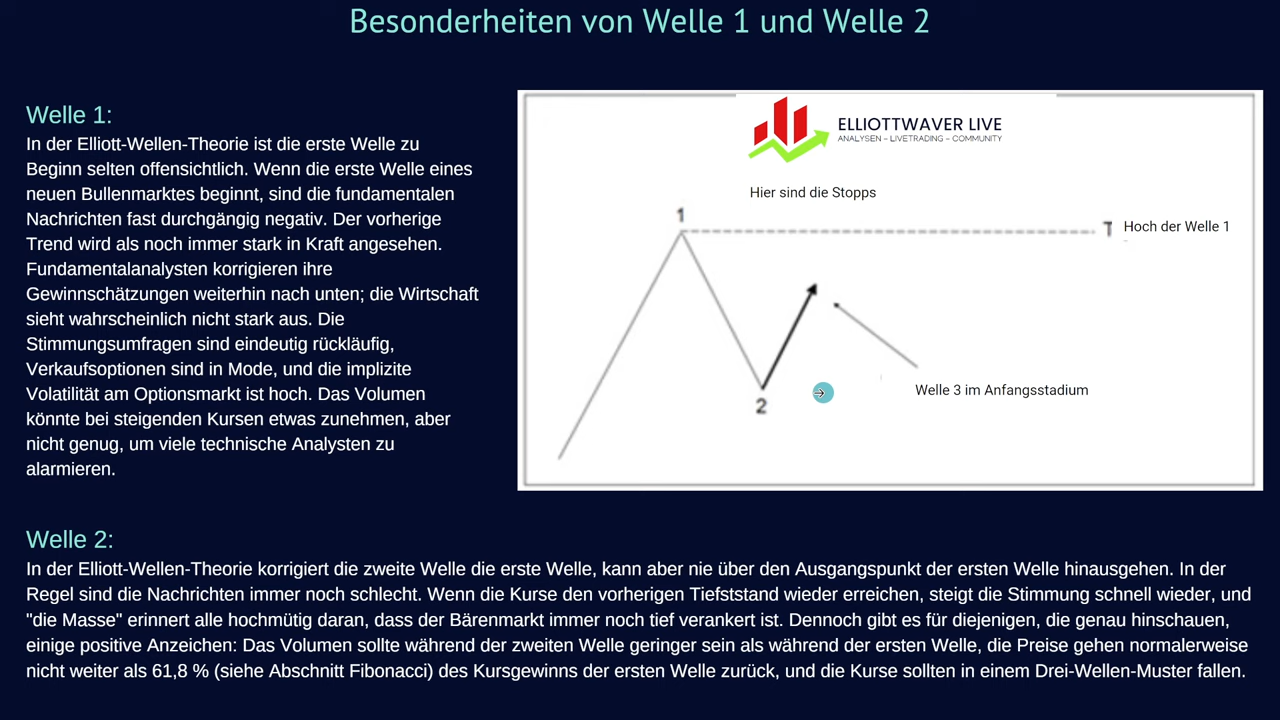 Besonderheiten von Welle 1 und Welle 2
Welle 1:
In der Elliott-Wellen-Theorie ist die erste Welle zu
Beginn selten offensichtlich. Wenn die erste Welle eines
neuen Bullenmarktes beginnt, sind die fundamentalen
Nachrichten fast durchgängig negativ. Der vorherige
Trend wird als noch immer stark in Kraft angesehen.
Fundamentalanalysten korrigieren ihre
Gewinnschätzungen weiterhin nach unten; die Wirtschaft
sieht wahrscheinlich nicht stark aus. Die
Stimmungsumfragen sind eindeutig rückläufig,
Verkaufsoptionen sind in Mode, und die implizite
Volatilität am Optionsmarkt ist hoch. Das Volumen
könnte bei steigenden Kursen etwas zunehmen, aber
nicht genug, um viele technische Analysten zu
alarmieren.
ELLIOTTWAVER LIVE
ANALYSEN – LIVETRADING – COMMUNITY
Hier sind die Stopps
1
Hoch der Welle 1
2
Welle 3 im Anfangsstadium
Welle 2:
In der Elliott-Wellen-Theorie korrigiert die zweite Welle die erste Welle, kann aber nie über den Ausgangspunkt der ersten Welle hinausgehen. In der
Regel sind die Nachrichten immer noch schlecht. Wenn die Kurse den vorherigen Tiefststand wieder erreichen, steigt die Stimmung schnell wieder, und
"die Masse" erinnert alle hochmütig daran, dass der Bärenmarkt immer noch tief verankert ist. Dennoch gibt es für diejenigen, die genau hinschauen,
einige positive Anzeichen: Das Volumen sollte während der zweiten Welle geringer sein als während der ersten Welle, die Preise gehen normalerweise
nicht weiter als 61,8 % (siehe Abschnitt Fibonacci) des Kursgewinns der ersten Welle zurück, und die Kurse sollten in einem Drei-Wellen-Muster fallen.